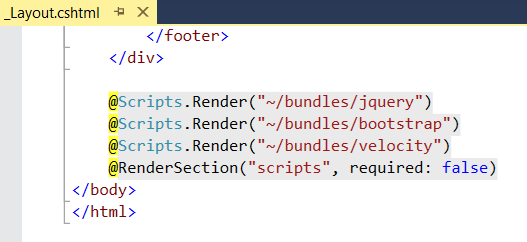 _Layout.cshtml
</footer>
</div>
@Scripts.Render("~/bundles/jquery")
@Scripts.Render("~/bundles/bootstrap")
@Scripts.Render("~/bundles/velocity")
@RenderSection("scripts", required: false)
</body>
</html>